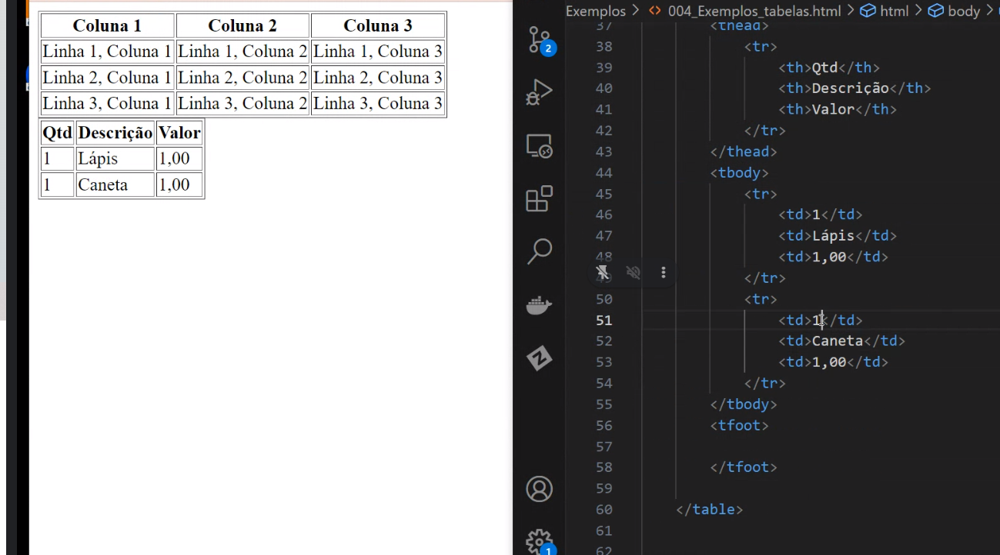 Coluna 1 Coluna 2 Coluna 3
Linha 1, Coluna 1 Linha 1, Coluna 2 Linha 1, Coluna 3
Linha 2, Coluna 1 Linha 2, Coluna 2 Linha 2, Coluna 3
Linha 3, Coluna 1 Linha 3, Coluna 2 Linha 3, Coluna 3
Qtd Descrição Valor
1 Lápis 1,00
1 Caneta 1,00
2
1
Exemplos > <> 004_Exemplos_tabelas.html > html > body >
37 <thead>
38 <tr>
39 <th>Qtd</th>
40 <th>Descrição</th>
41 <th>Valor</th>
42 </tr>
43 </thead>
44 <tbody>
45 <tr>
46 <td>1</td>
47 <td>Lápis</td>
48 <td>1,00</td>
49 </tr>
50 <tr>
51 <td>1</td>
52 <td>Caneta</td>
53 <td>1,00</td>
54 </tr>
55 </tbody>
56 <tfoot>
57
58 </tfoot>
59
60 </table>
61
62